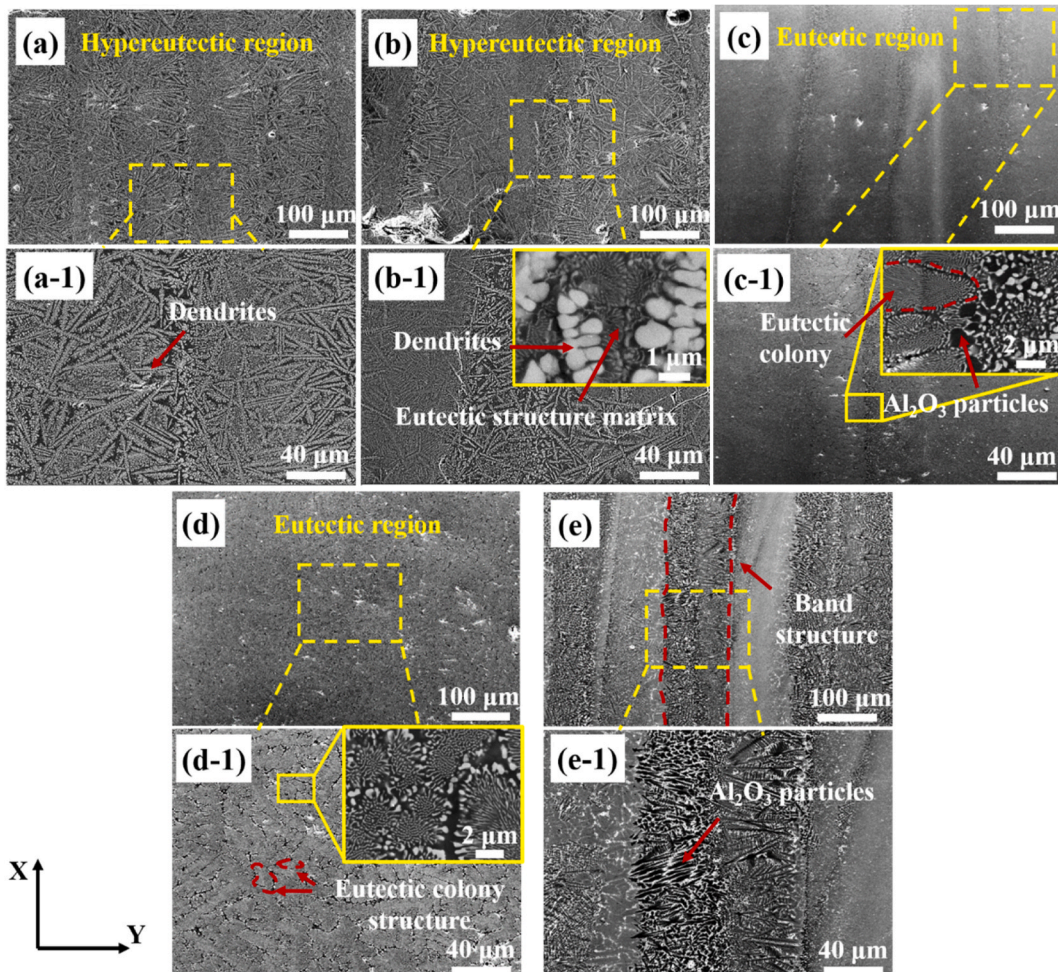 (a)
Hypereutectic region
100 μm
(b)
Hypereutectic region
100 μm
(c)
Euteotic region
100 μm
(a-1)
Dendrites
40 μm
(b-1)
Dendrites
1 μm
Eutectic structure matrix
40 μm
(c-1)
Eutectic
colony
2 μm
Al₂O₃ particles
40 μm
(d)
Eutectic region
100 μm
(e)
Band
structure
100 μm
(d-1)
2 μm
Eutectic colony
structure
40 μm
(e-1)
Al₂O₃ particles
40 μm
X
Y